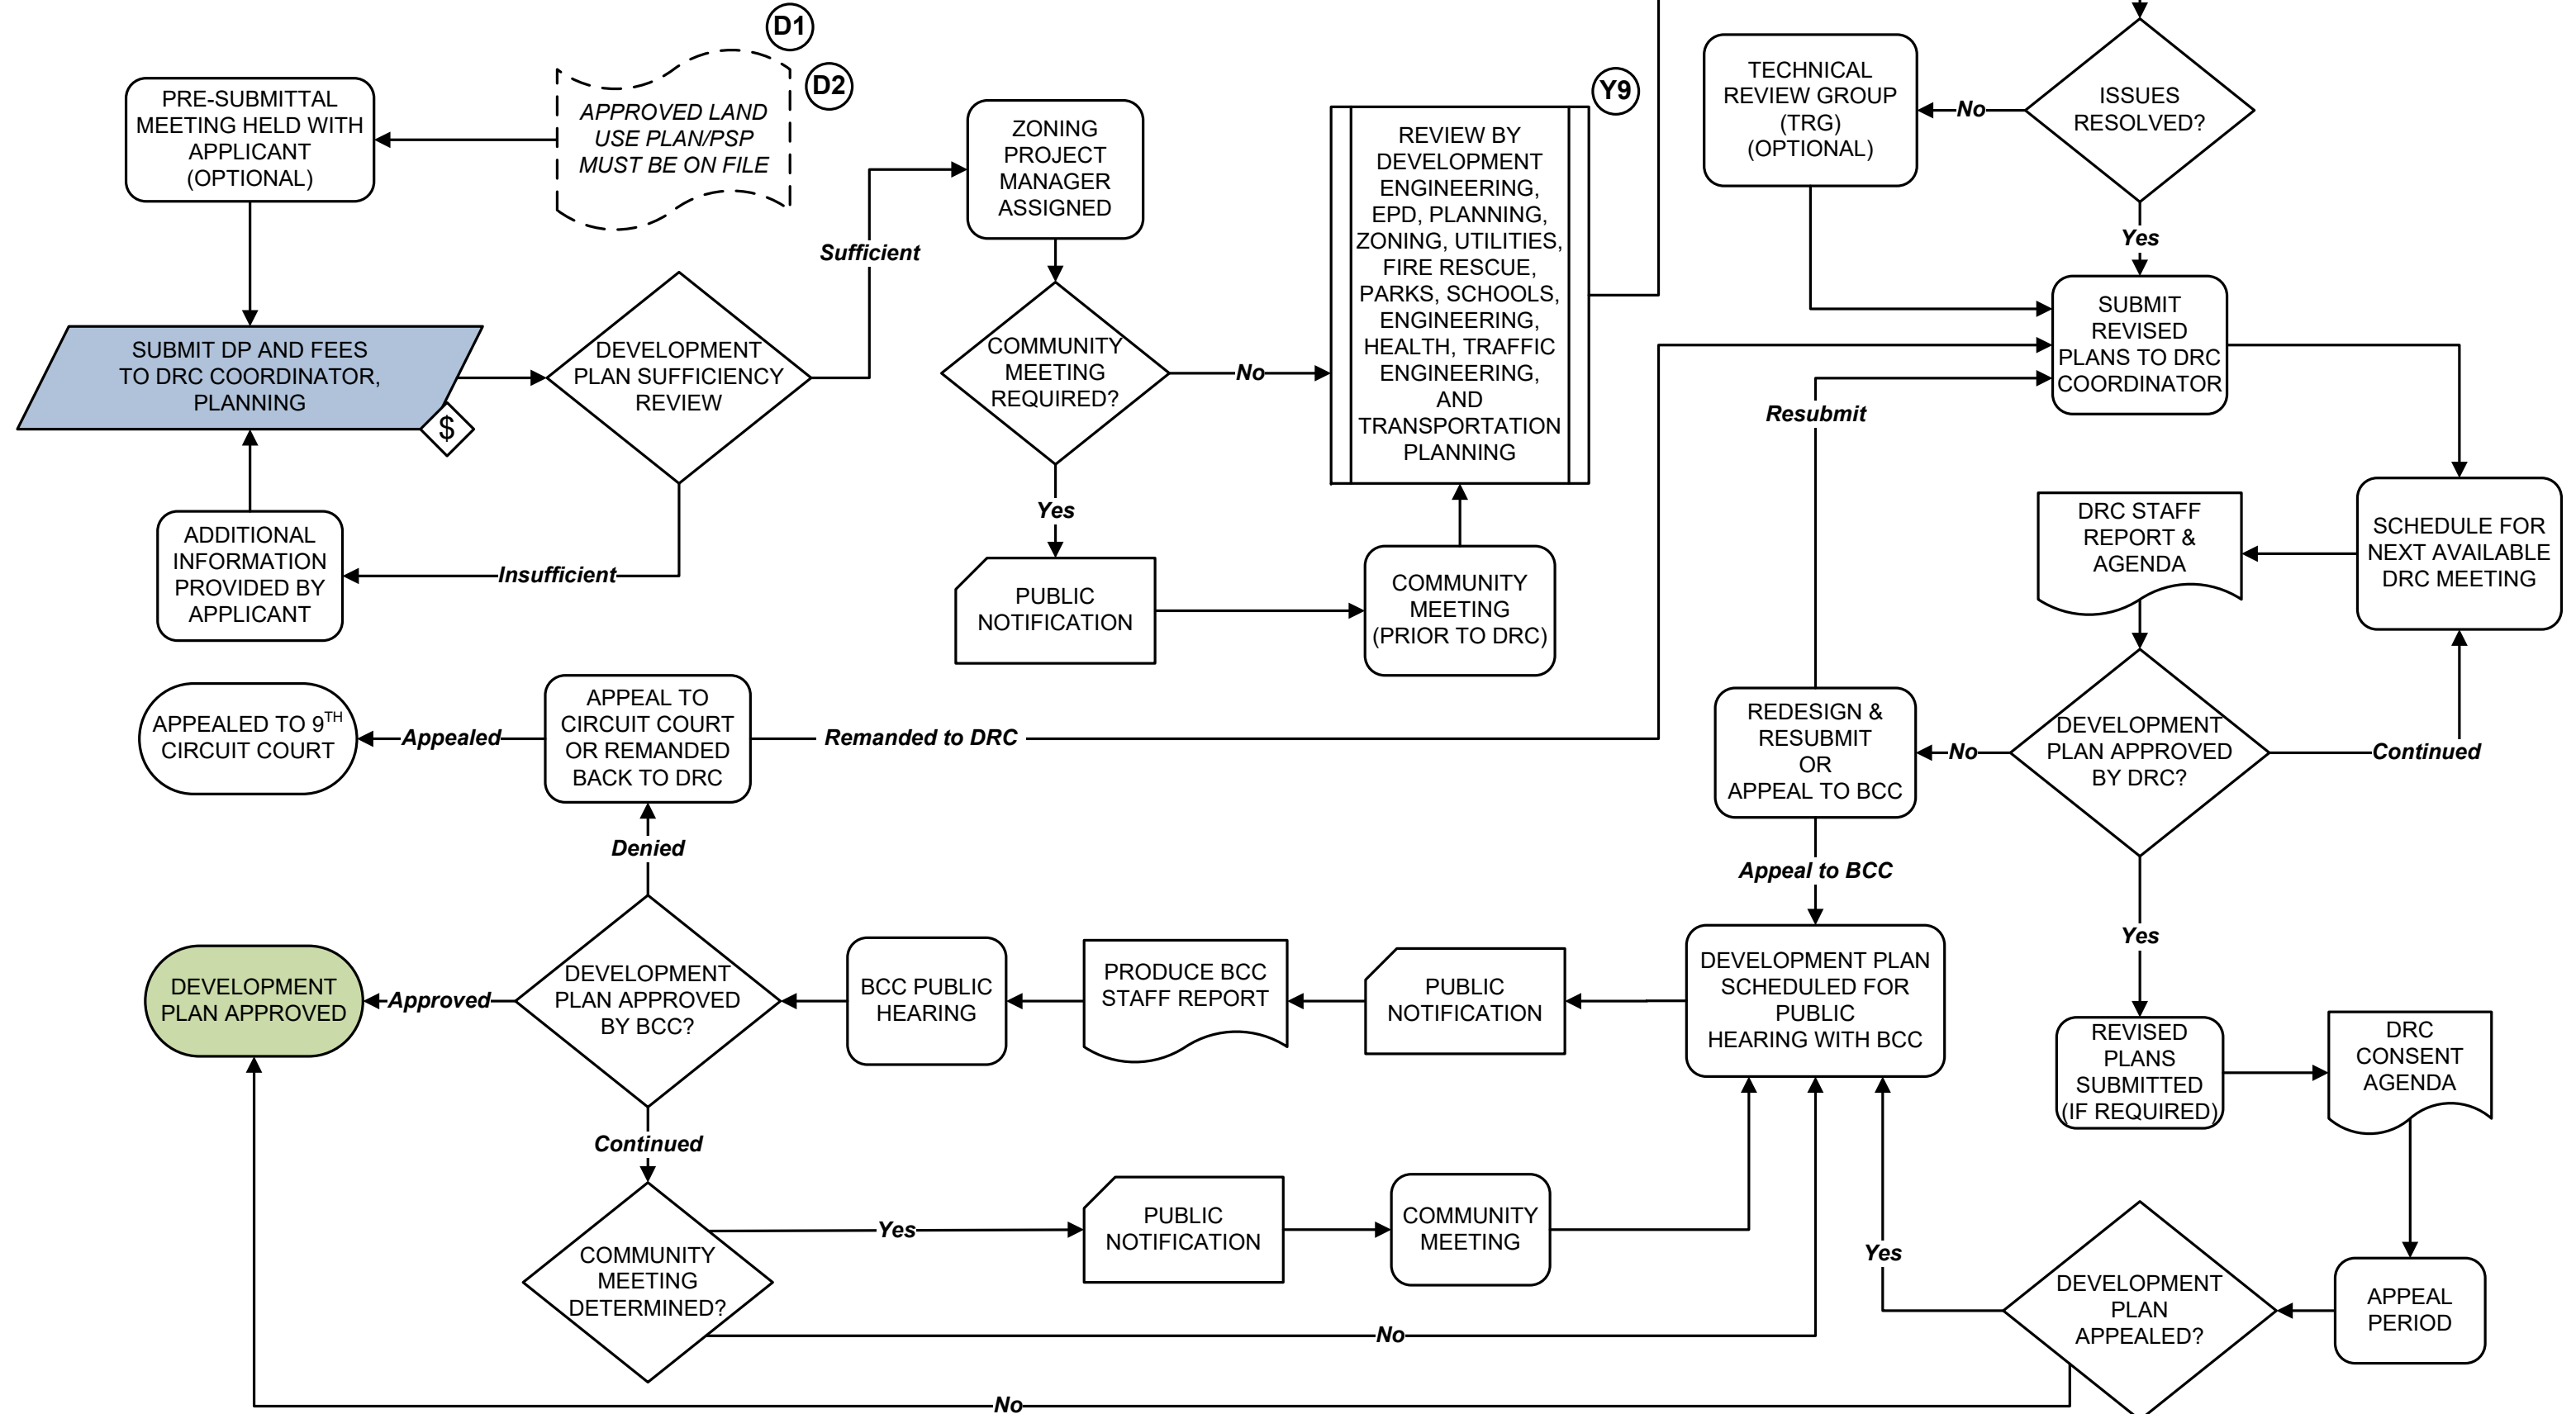 D1
D2
PRE-SUBMITTAL
MEETING HELD WITH
APPLICANT
(OPTIONAL)
APPROVED LAND
USE PLAN/PSP
MUST BE ON FILE
SUBMIT DP AND FEES
TO DRC COORDINATOR,
PLANNING
$
DEVELOPMENT
PLAN SUFFICIENCY
REVIEW
Sufficient
Insufficient
ADDITIONAL
INFORMATION
PROVIDED BY
APPLICANT
ZONING
PROJECT
MANAGER
ASSIGNED
COMMUNITY
MEETING
REQUIRED?
No
Yes
PUBLIC
NOTIFICATION
COMMUNITY
MEETING
(PRIOR TO DRC)
Y9
REVIEW BY
DEVELOPMENT
ENGINEERING,
EPD, PLANNING,
ZONING, UTILITIES,
FIRE RESCUE,
PARKS, SCHOOLS,
ENGINEERING,
HEALTH, TRAFFIC
ENGINEERING,
AND
TRANSPORTATION
PLANNING
ISSUES
RESOLVED?
No
TECHNICAL
REVIEW GROUP
(TRG)
(OPTIONAL)
Yes
SUBMIT
REVISED
PLANS TO DRC
COORDINATOR
Resubmit
SCHEDULE FOR
NEXT AVAILABLE
DRC MEETING
DRC STAFF
REPORT &
AGENDA
DEVELOPMENT
PLAN APPROVED
BY DRC?
Continued
No
REDESIGN &
RESUBMIT
OR
APPEAL TO BCC
Appeal to BCC
Yes
REVISED
PLANS
SUBMITTED
(IF REQUIRED)
DRC
CONSENT
AGENDA
APPEAL
PERIOD
DEVELOPMENT
PLAN
APPEALED?
Yes
No
DEVELOPMENT PLAN
SCHEDULED FOR
PUBLIC
HEARING WITH BCC
PUBLIC
NOTIFICATION
PRODUCE BCC
STAFF REPORT
BCC PUBLIC
HEARING
DEVELOPMENT
PLAN APPROVED
BY BCC?
Approved
DEVELOPMENT
PLAN APPROVED
Denied
APPEAL TO
CIRCUIT COURT
OR REMANDED
BACK TO DRC
Appealed
APPEALED TO 9TH
CIRCUIT COURT
Remanded to DRC
Continued
COMMUNITY
MEETING
DETERMINED?
Yes
PUBLIC
NOTIFICATION
COMMUNITY
MEETING
No